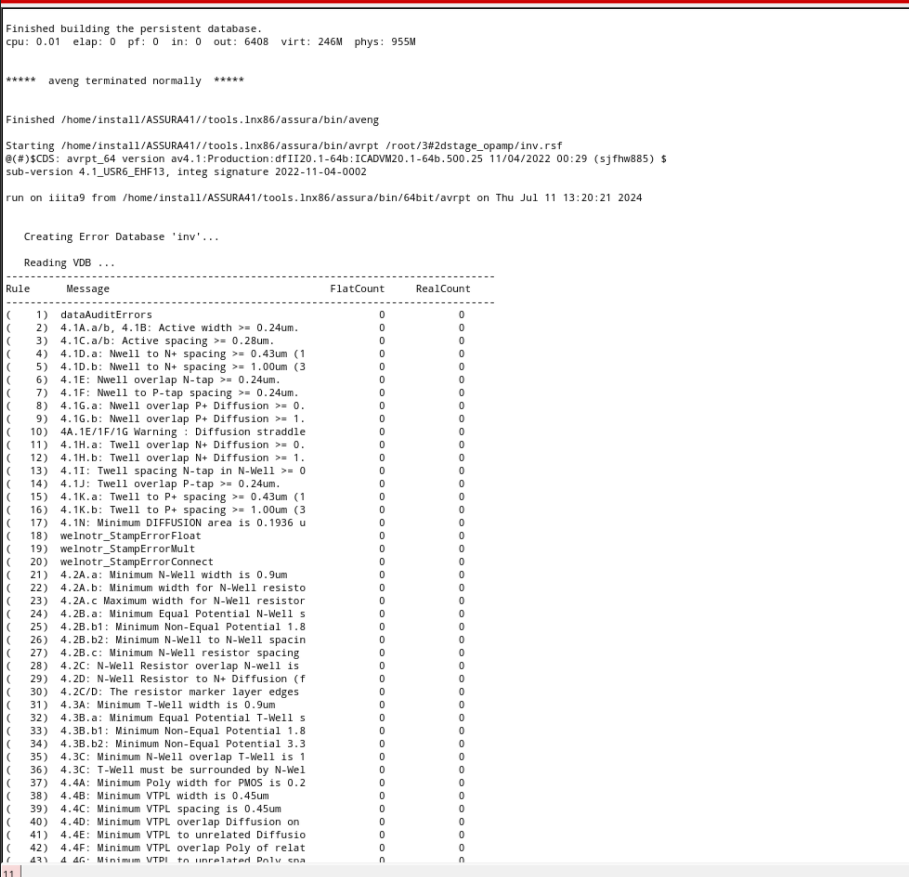 Finished building the persistent database.
cpu: 0.01  elap: 0  pf: 0  in: 0  out: 6408  virt: 246M  phys: 955M
*****  aveng terminated normally  *****
Finished /home/install/ASSURA41//tools.lnx86/assura/bin/aveng
Starting /home/install/ASSURA41//tools.lnx86/assura/bin/avrpt /root/3#2dstage_opamp/inv.rsf
@(#)$CDS: avrpt_64 version av4.1:Production:dfII20.1-64b:ICADVM20.1-64b.500.25 11/04/2022 00:29 (sjfhw885) $
sub-version 4.1_USR6_EHF13, integ signature 2022-11-04-0002
run on iiita9 from /home/install/ASSURA41/tools.lnx86/assura/bin/64bit/avrpt on Thu Jul 11 13:20:21 2024
Creating Error Database 'inv'...
Reading VDB ...
-------------------------------------------------------------------------------
Rule Message FlatCount RealCount
-------------------------------------------------------------------------------
( 1) dataAuditErrors 0 0
( 2) 4.1A.a/b, 4.1B: Active width >= 0.24um. 0 0
( 3) 4.1C.a/b: Active spacing >= 0.28um. 0 0
( 4) 4.1D.a: Nwell to N+ spacing >= 0.43um (1 0 0
( 5) 4.1D.b: Nwell to N+ spacing >= 1.00um (3 0 0
( 6) 4.1E: Nwell overlap N-tap >= 0.24um. 0 0
( 7) 4.1F: Nwell to P-tap spacing >= 0.24um. 0 0
( 8) 4.1G.a: Nwell overlap P+ Diffusion >= 0. 0 0
( 9) 4.1G.b: Nwell overlap P+ Diffusion >= 1. 0 0
( 10) 4A.1E/1F/1G Warning : Diffusion straddle 0 0
( 11) 4.1H.a: Twell overlap N+ Diffusion >= 0. 0 0
( 12) 4.1H.b: Twell overlap N+ Diffusion >= 1. 0 0
( 13) 4.1I: Twell spacing N-tap in N-Well >= 0 0 0
( 14) 4.1J: Twell overlap P-tap >= 0.24um. 0 0
( 15) 4.1K.a: Twell to P+ spacing >= 0.43um (1 0 0
( 16) 4.1K.b: Twell to P+ spacing >= 1.00um (3 0 0
( 17) 4.1N: Minimum DIFFUSION area is 0.1936 u 0 0
( 18) welnotr_StampErrorFloat 0 0
( 19) welnotr_StampErrorMult 0 0
( 20) welnotr_StampErrorConnect 0 0
( 21) 4.2A.a: Minimum N-Well width is 0.9um 0 0
( 22) 4.2A.b: Minimum width for N-Well resisto 0 0
( 23) 4.2A.c Maximum width for N-Well resistor 0 0
( 24) 4.2B.a: Minimum Equal Potential N-Well s 0 0
( 25) 4.2B.b1: Minimum Non-Equal Potential 1.8 0 0
( 26) 4.2B.b2: Minimum N-Well to N-Well spacin 0 0
( 27) 4.2B.c: Minimum N-Well resistor spacing 0 0
( 28) 4.2C: N-Well Resistor overlap N-well is 0 0
( 29) 4.2D: N-Well Resistor to N+ Diffusion (f 0 0
( 30) 4.2C/D: The resistor marker layer edges 0 0
( 31) 4.3A: Minimum T-Well width is 0.9um 0 0
( 32) 4.3B.a: Minimum Equal Potential T-Well s 0 0
( 33) 4.3B.b1: Minimum Non-Equal Potential 1.8 0 0
( 34) 4.3B.b2: Minimum Non-Equal Potential 3.3 0 0
( 35) 4.3C: Minimum N-Well overlap T-Well is 1 0 0
( 36) 4.3C: T-Well must be surrounded by N-Wel 0 0
( 37) 4.4A: Minimum Poly width for PMOS is 0.2 0 0
( 38) 4.4B: Minimum VTPL width is 0.45um 0 0
( 39) 4.4C: Minimum VTPL spacing is 0.45um 0 0
( 40) 4.4D: Minimum VTPL overlap Diffusion on 0 0
( 41) 4.4E: Minimum VTPL to unrelated Diffusio 0 0
( 42) 4.4F: Minimum VTPL overlap Poly of relat 0 0
( 43) 4.4G: Minimum VTPL to unrelated Poly spa 0 0
11